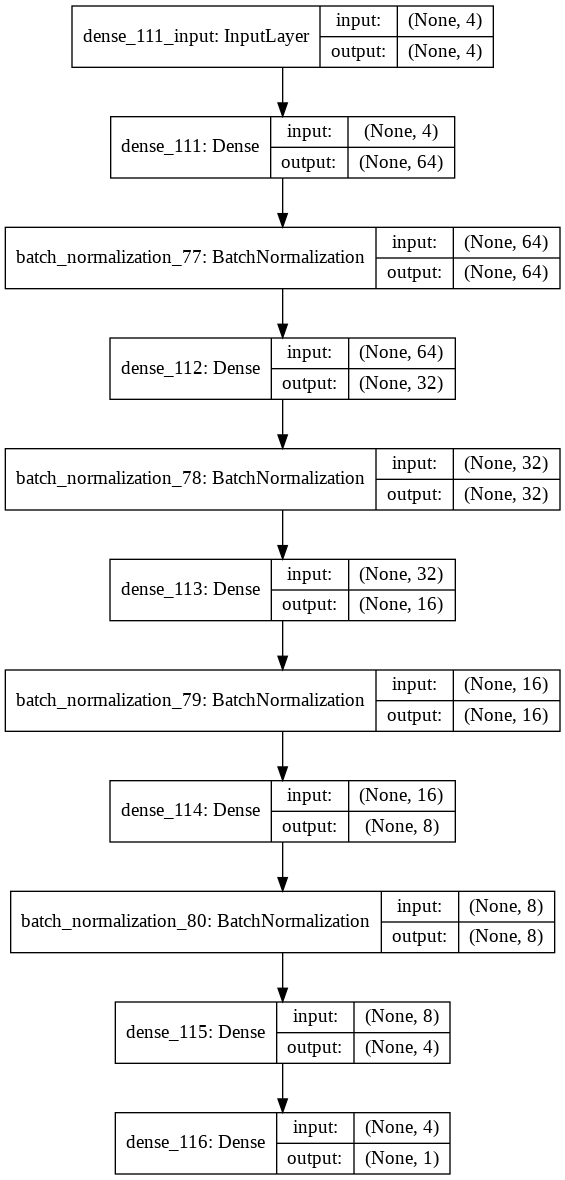 dense_111_input: InputLayer
input: (None, 4)
output: (None, 4)
dense_111: Dense
input: (None, 4)
output: (None, 64)
batch_normalization_77: BatchNormalization
input: (None, 64)
output: (None, 64)
dense_112: Dense
input: (None, 64)
output: (None, 32)
batch_normalization_78: BatchNormalization
input: (None, 32)
output: (None, 32)
dense_113: Dense
input: (None, 32)
output: (None, 16)
batch_normalization_79: BatchNormalization
input: (None, 16)
output: (None, 16)
dense_114: Dense
input: (None, 16)
output: (None, 8)
batch_normalization_80: BatchNormalization
input: (None, 8)
output: (None, 8)
dense_115: Dense
input: (None, 8)
output: (None, 4)
dense_116: Dense
input: (None, 4)
output: (None, 1)